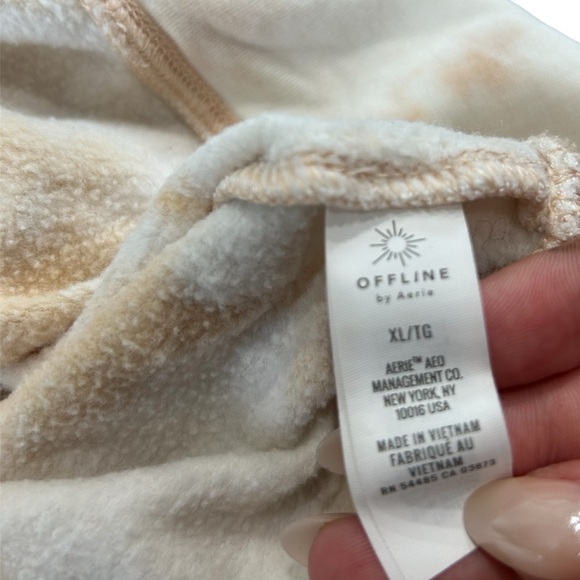 OFFLINE
by Aerie
XL/TG
AERIE™ AEO
MANAGEMENT CO.
NEW YORK, NY
10016 USA
MADE IN VIETNAM
FABRIQUÉ AU
VIETNAM
RN 54485 CA 03873